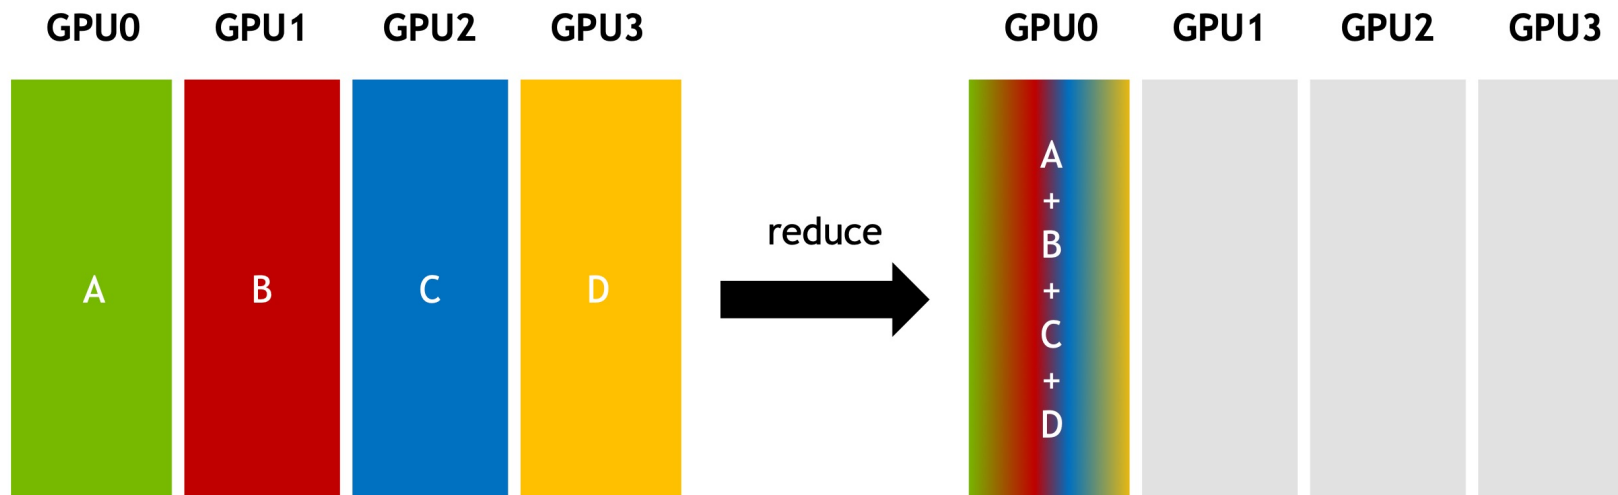 GPU0 GPU1 GPU2 GPU3 GPU0 GPU1 GPU2 GPU3
A B C D
reduce
A
+
B
+
C
+
D